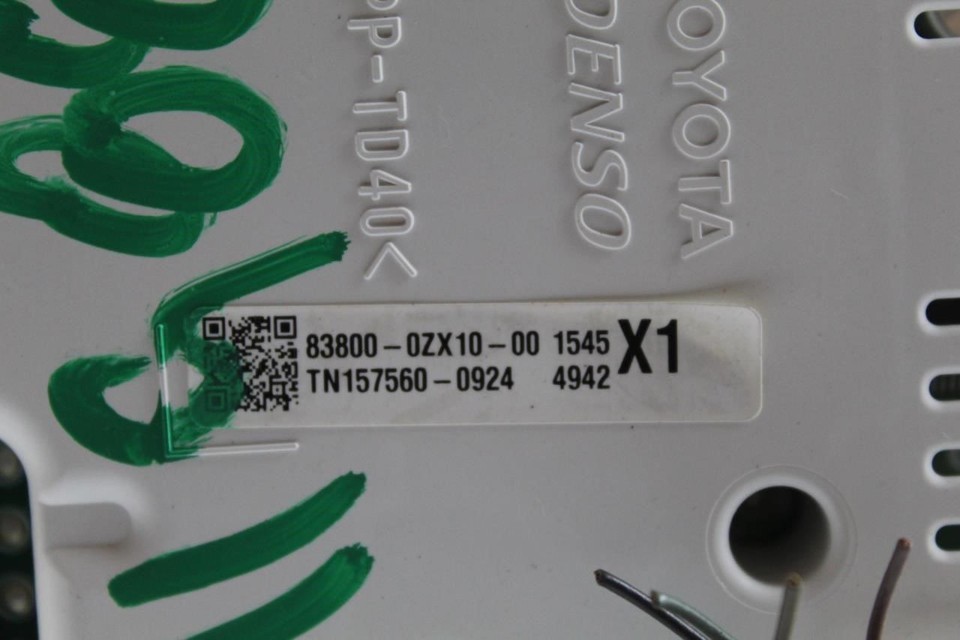 TOYOTA
DENSO
PP-TD40<
83800-0ZX10-00 1545 X1
TN157560-0924 4942